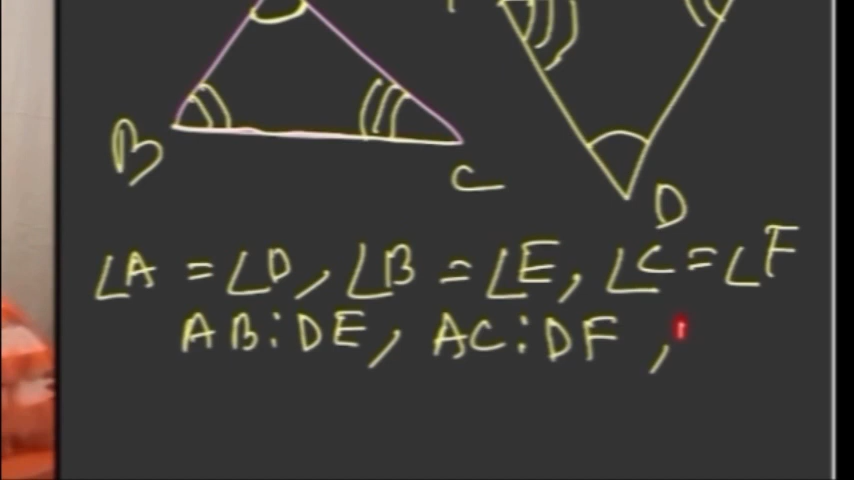 B
C
D
∠A = ∠D, ∠B = ∠E, ∠C = ∠F
AB:DE, AC:DF,